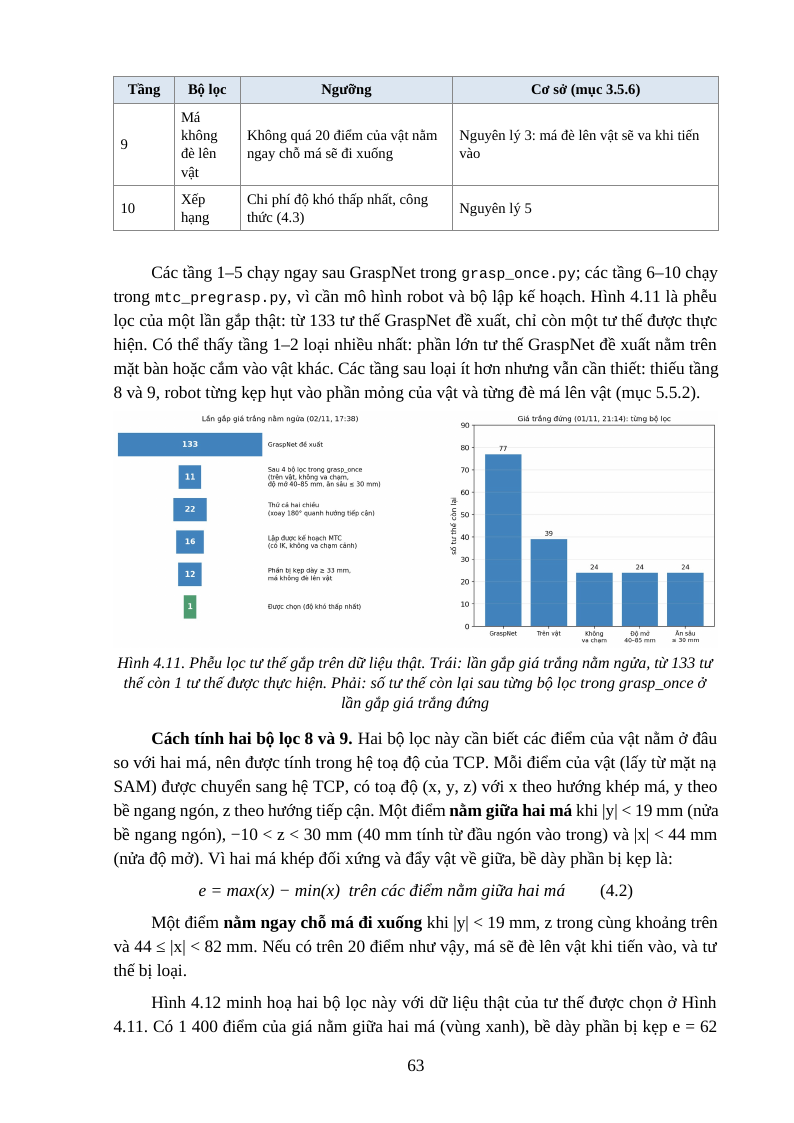 Tầng Bộ lọc Ngưỡng Cơ sở (mục 3.5.6)
9
Má
không
đè lên
vật
Không quá 20 điểm của vật nằm
ngay chỗ má sẽ đi xuống
Nguyên lý 3: má đè lên vật sẽ va khi tiến
vào
10
Xếp
hạng
Chi phí độ khó thấp nhất, công
thức (4.3)
Nguyên lý 5
Các tầng 1–5 chạy ngay sau GraspNet trong grasp_once.py; các tầng 6–10 chạy
trong mtc_pregrasp.py, vì cần mô hình robot và bộ lập kế hoạch. Hình 4.11 là phễu
lọc của một lần gắp thật: từ 133 tư thế GraspNet đề xuất, chỉ còn một tư thế được thực
hiện. Có thể thấy tầng 1–2 loại nhiều nhất: phần lớn tư thế GraspNet đề xuất nằm trên
mặt bàn hoặc cắm vào vật khác. Các tầng sau loại ít hơn nhưng vẫn cần thiết: thiếu tầng
8 và 9, robot từng kẹp hụt vào phần mỏng của vật và từng đè má lên vật (mục 5.5.2).
Lần gắp giá trắng nằm ngửa (02/11, 17:38)
133 GraspNet đề xuất
11
Sau 4 bộ lọc trong grasp_once
(trên vật, không va chạm,
độ mở 40–85 mm, ăn sâu ≤ 30 mm)
22
Thử cả hai chiều
(xoay 180° quanh hướng tiếp cận)
16
Lập được kế hoạch MTC
(có IK, không va chạm cảnh)
12
Phần bị kẹp dày ≥ 33 mm,
má không đè lên vật
1 Được chọn (độ khó thấp nhất)
Giá trắng đứng (01/11, 21:14): từng bộ lọc
số tư thế còn lại
90
80
70
60
50
40
30
20
10
0
77
39
24
24
24
GraspNet
Trên vật
Không
va chạm
Độ mở
40–85 mm
Ăn sâu
≤ 30 mm
Hình 4.11. Phễu lọc tư thế gắp trên dữ liệu thật. Trái: lần gắp giá trắng nằm ngửa, từ 133 tư
thế còn 1 tư thế được thực hiện. Phải: số tư thế còn lại sau từng bộ lọc trong grasp_once ở
lần gắp giá trắng đứng
Cách tính hai bộ lọc 8 và 9. Hai bộ lọc này cần biết các điểm của vật nằm ở đâu
so với hai má, nên được tính trong hệ toạ độ của TCP. Mỗi điểm của vật (lấy từ mặt nạ
SAM) được chuyển sang hệ TCP, có toạ độ (x, y, z) với x theo hướng khép má, y theo
bề ngang ngón, z theo hướng tiếp cận. Một điểm nằm giữa hai má khi |y| < 19 mm (nửa
bề ngang ngón), −10 < z < 30 mm (40 mm tính từ đầu ngón vào trong) và |x| < 44 mm
(nửa độ mở). Vì hai má khép đối xứng và đẩy vật về giữa, bề dày phần bị kẹp là:
e = max(x) − min(x) trên các điểm nằm giữa hai má (4.2)
Một điểm nằm ngay chỗ má đi xuống khi |y| < 19 mm, z trong cùng khoảng trên
và 44 ≤ |x| < 82 mm. Nếu có trên 20 điểm như vậy, má sẽ đè lên vật khi tiến vào, và tư
thế bị loại.
Hình 4.12 minh hoạ hai bộ lọc này với dữ liệu thật của tư thế được chọn ở Hình
4.11. Có 1 400 điểm của giá nằm giữa hai má (vùng xanh), bề dày phần bị kẹp e = 62
63